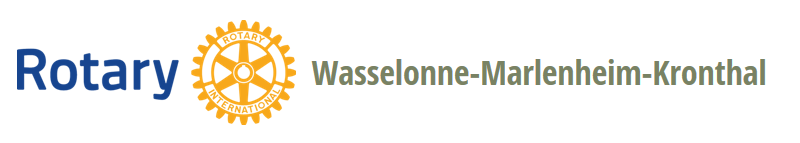 Rotary
ROTARY
INTERNATIONAL
Wasselonne-Marlenheim-Kronthal